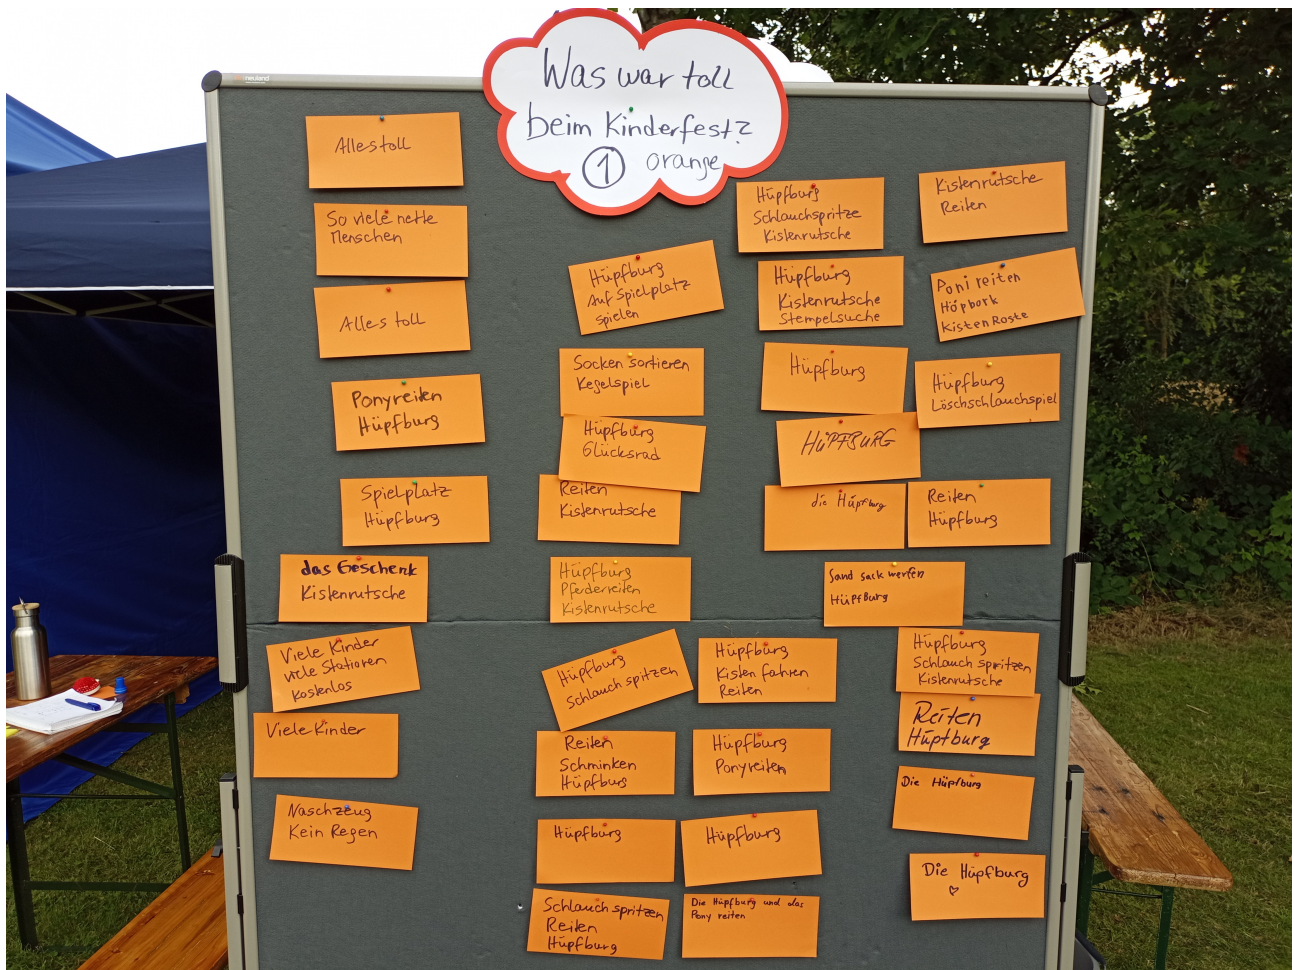 neuland
Was war toll
beim Kinderfest?
1 orange
Alles toll
So viele nette
Menschen
Alles toll
Ponyreiten
Hüpfburg
Spielplatz
Hüpfburg
das Geschenk
Kistenrutsche
Viele Kinder
viele Stationen
kostenlos
Viele Kinder
Naschzeug
Kein Regen
Hüpfburg
Auf Spielplatz
spielen
Socken sortieren
Kegelspiel
Hüpfburg
Glücksrad
Reiten
Kistenrutsche
Hüpfburg
Pferdereiten
Kistenrutsche
Hüpfburg
Schlauch spitzen
Reiten
Schminken
Hüpfburg
Hüpfburg
Schlauch spritzen
Reiten
Hüpfburg
Hüpfburg
Kisten fahren
Reiten
Hüpfburg
Ponyreiten
Hüpfburg
Die Hüpfburg und das
Pony reiten
Hüpfburg
Schlauchspritze
Kistenrutsche
Hüpfburg
Kistenrutsche
Stempelsuche
Hüpfburg
HÜPFBURG
die Hüpfburg
Sand sack werfen
Hüpfburg
Kistenrutsche
Reiten
Poni reiten
Höpbork
Kisten Roste
Hüpfburg
Löschschlauchspiel
Reiten
Hüpfburg
Hüpfburg
Schlauch spritzen
Kistenrutsche
Reiten
Hüptburg
Die Hüpfburg
Die Hüpfburg
♡